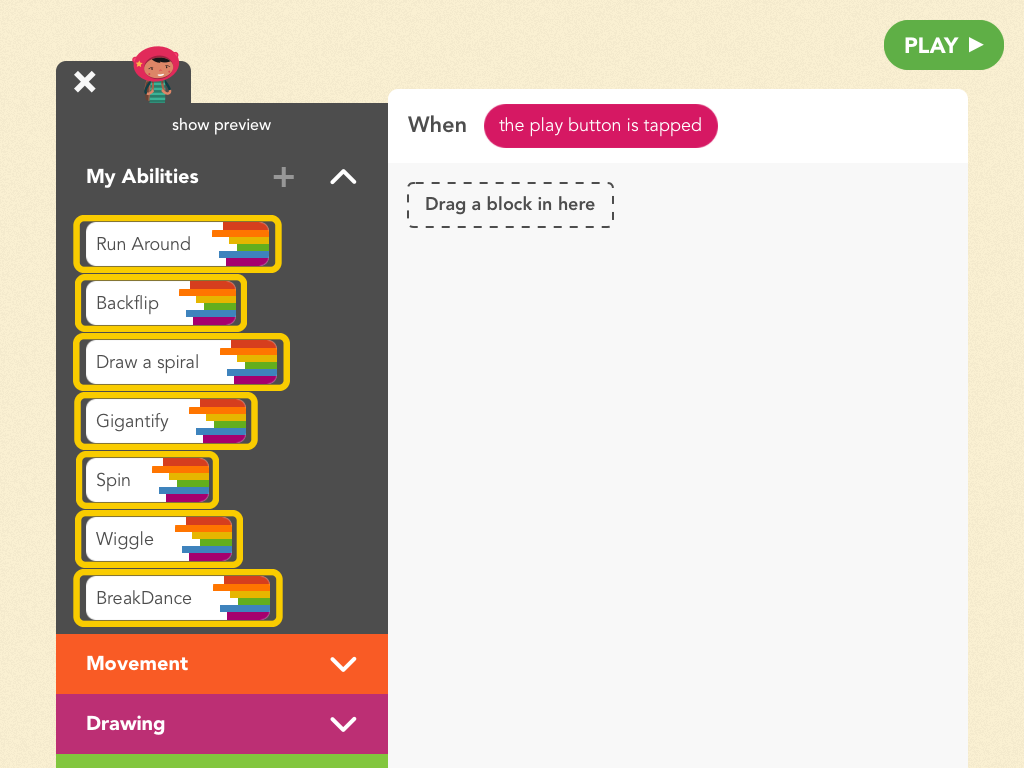 PLAY
show preview
When the play button is tapped
My Abilities
Drag a block in here
Run Around
Backflip
Draw a spiral
Gigantify
Spin
Wiggle
BreakDance
Movement
Drawing